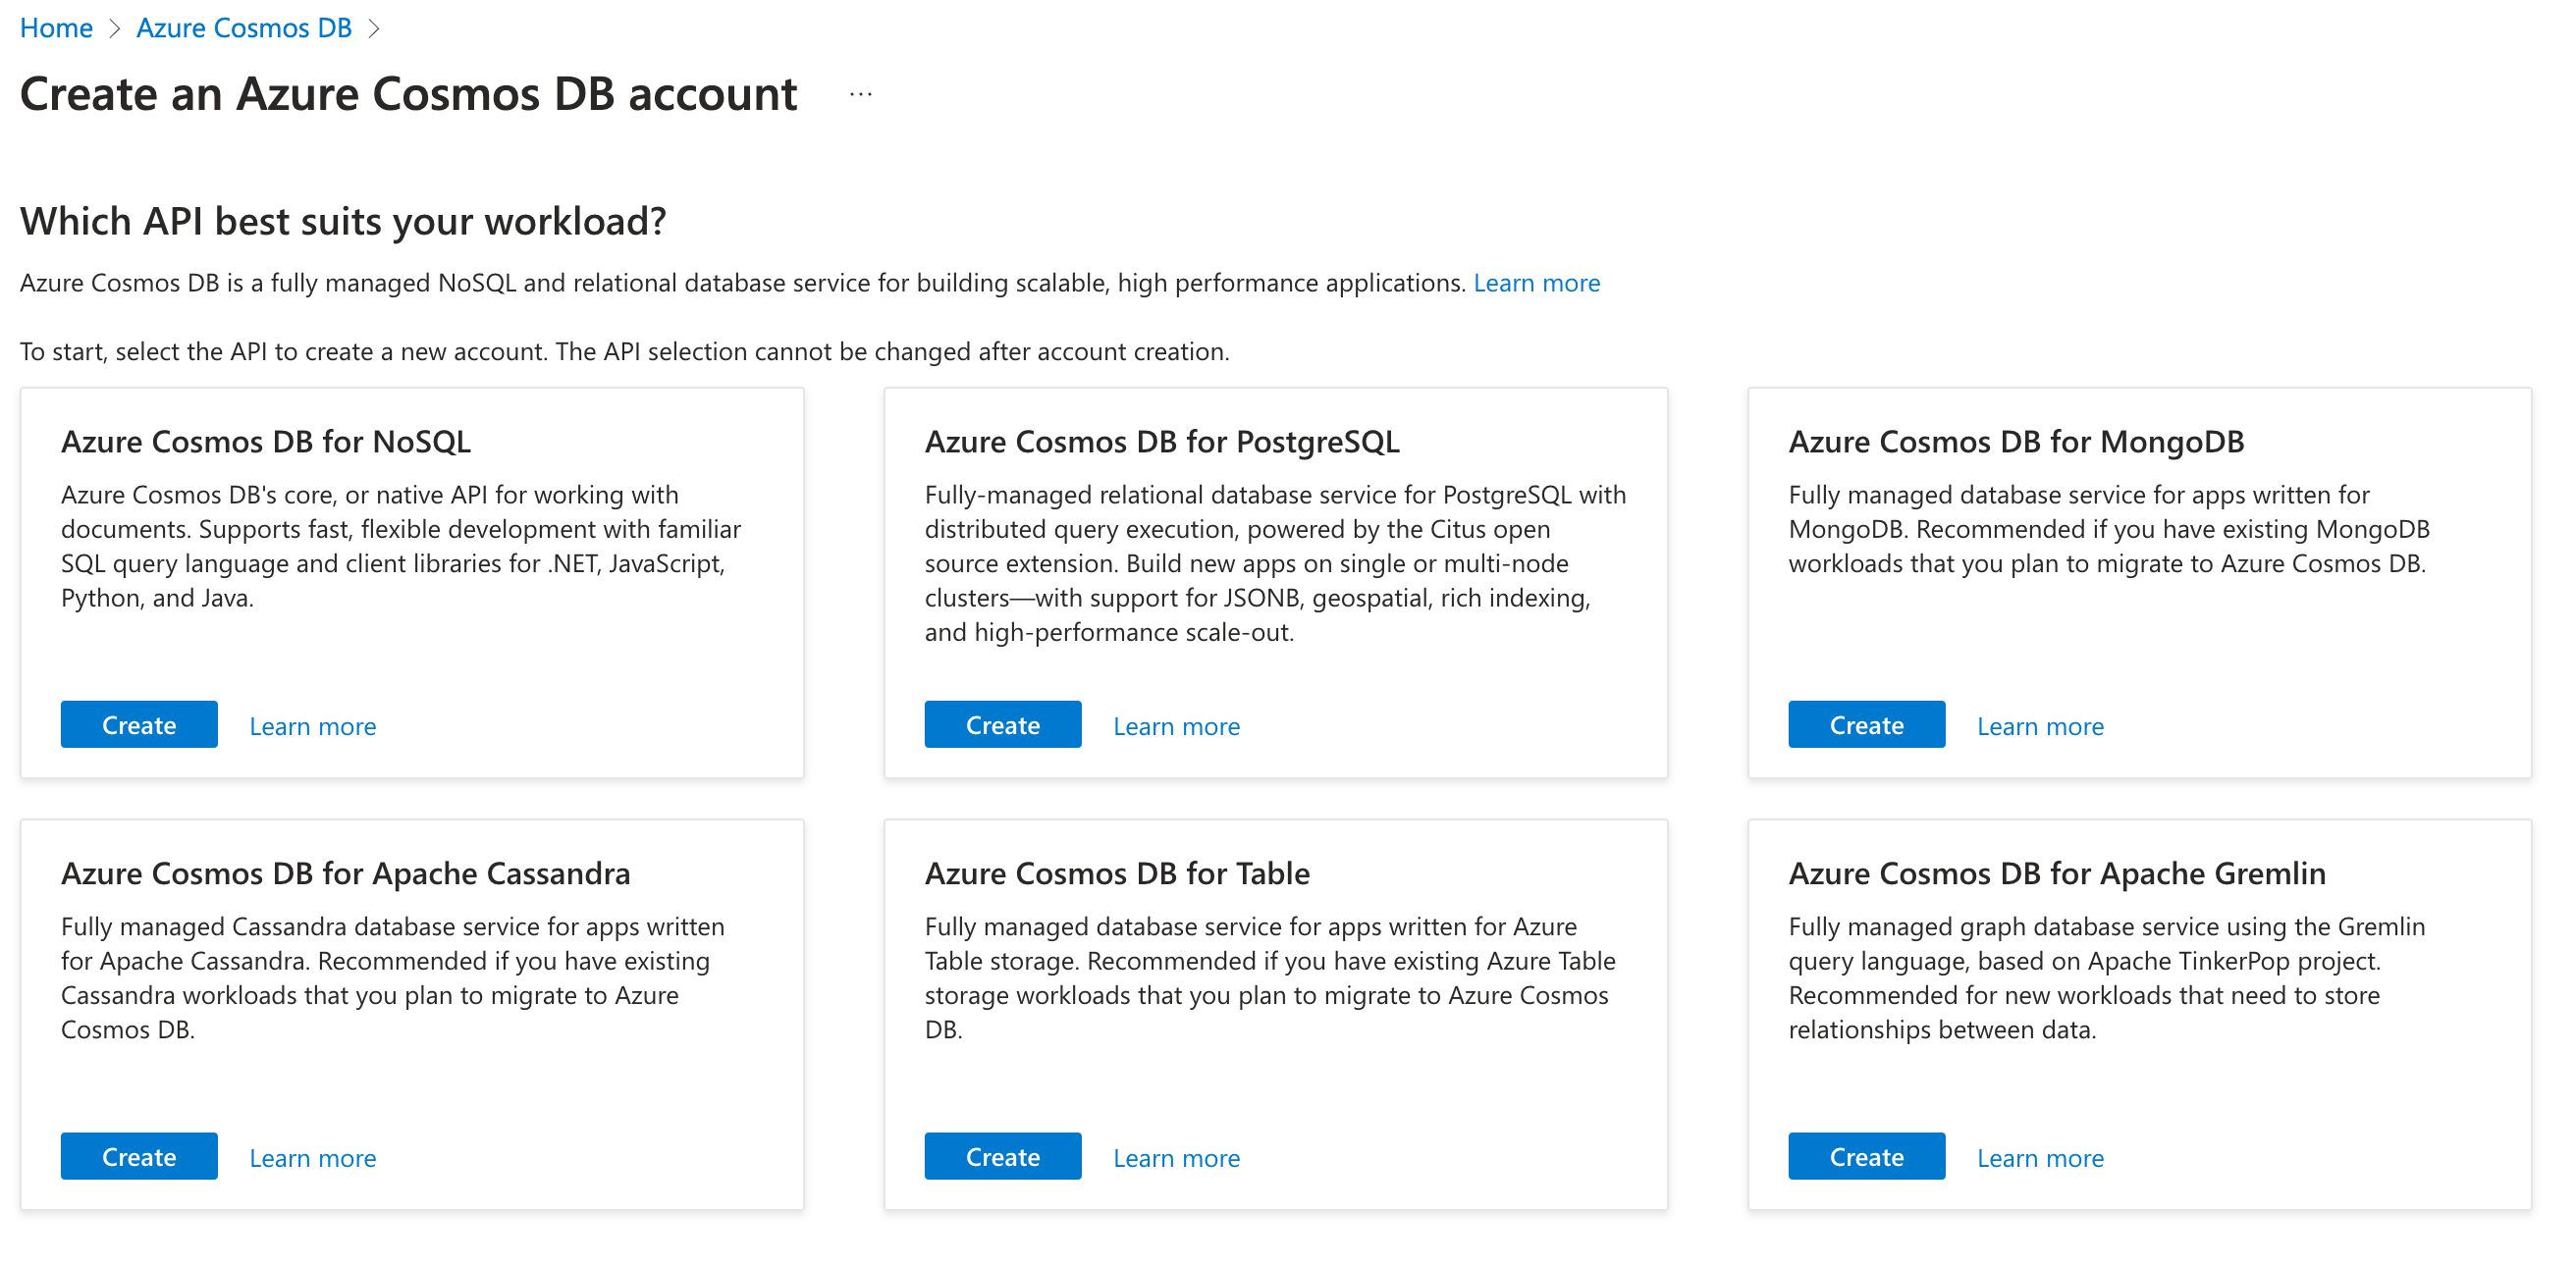 Home > Azure Cosmos DB >
Create an Azure Cosmos DB account ...
Which API best suits your workload?
Azure Cosmos DB is a fully managed NoSQL and relational database service for building scalable, high performance applications. Learn more
To start, select the API to create a new account. The API selection cannot be changed after account creation.
Azure Cosmos DB for NoSQL
Azure Cosmos DB's core, or native API for working with
documents. Supports fast, flexible development with familiar
SQL query language and client libraries for .NET, JavaScript,
Python, and Java.
Create Learn more
Azure Cosmos DB for PostgreSQL
Fully-managed relational database service for PostgreSQL with
distributed query execution, powered by the Citus open
source extension. Build new apps on single or multi-node
clusters—with support for JSONB, geospatial, rich indexing,
and high-performance scale-out.
Create Learn more
Azure Cosmos DB for MongoDB
Fully managed database service for apps written for
MongoDB. Recommended if you have existing MongoDB
workloads that you plan to migrate to Azure Cosmos DB.
Create Learn more
Azure Cosmos DB for Apache Cassandra
Fully managed Cassandra database service for apps written
for Apache Cassandra. Recommended if you have existing
Cassandra workloads that you plan to migrate to Azure
Cosmos DB.
Create Learn more
Azure Cosmos DB for Table
Fully managed database service for apps written for Azure
Table storage. Recommended if you have existing Azure Table
storage workloads that you plan to migrate to Azure Cosmos
DB.
Create Learn more
Azure Cosmos DB for Apache Gremlin
Fully managed graph database service using the Gremlin
query language, based on Apache TinkerPop project.
Recommended for new workloads that need to store
relationships between data.
Create Learn more